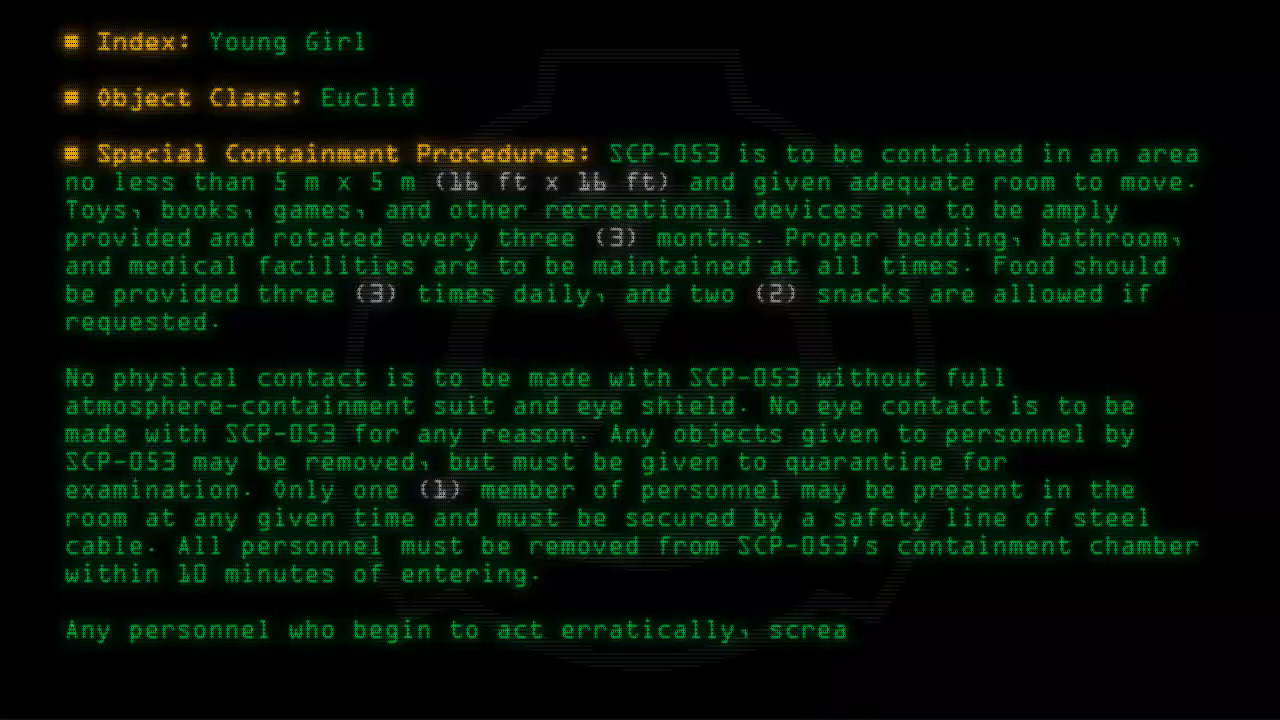 ■ Index: Young Girl
■ Object Class: Euclid
■ Special Containment Procedures: SCP-053 is to be contained in an area
no less than 5 m x 5 m (16 ft x 16 ft) and given adequate room to move.
Toys, books, games, and other recreational devices are to be amply
provided and rotated every three (3) months. Proper bedding, bathroom,
and medical facilities are to be maintained at all times. Food should
be provided three (3) times daily, and two (2) snacks are allowed if
requested.
No physical contact is to be made with SCP-053 without full
atmosphere-containment suit and eye shield. No eye contact is to be
made with SCP-053 for any reason. Any objects given to personnel by
SCP-053 may be removed, but must be given to quarantine for
examination. Only one (1) member of personnel may be present in the
room at any given time and must be secured by a safety line of steel
cable. All personnel must be removed from SCP-053's containment chamber
within 10 minutes of entering.
Any personnel who begin to act erratically, screa